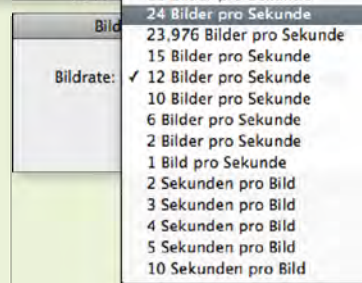 24 Bilder pro Sekunde
Bild
23,976 Bilder pro Sekunde
15 Bilder pro Sekunde
Bildrate: ✓ 12 Bilder pro Sekunde
10 Bilder pro Sekunde
6 Bilder pro Sekunde
2 Bilder pro Sekunde
1 Bild pro Sekunde
2 Sekunden pro Bild
3 Sekunden pro Bild
4 Sekunden pro Bild
5 Sekunden pro Bild
10 Sekunden pro Bild